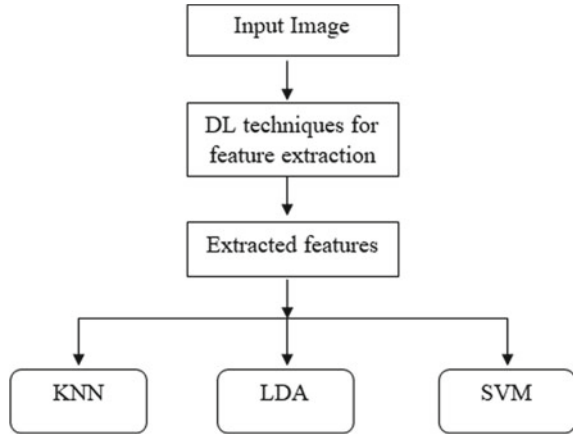 Input Image
DL techniques for
feature extraction
Extracted features
KNN
LDA
SVM